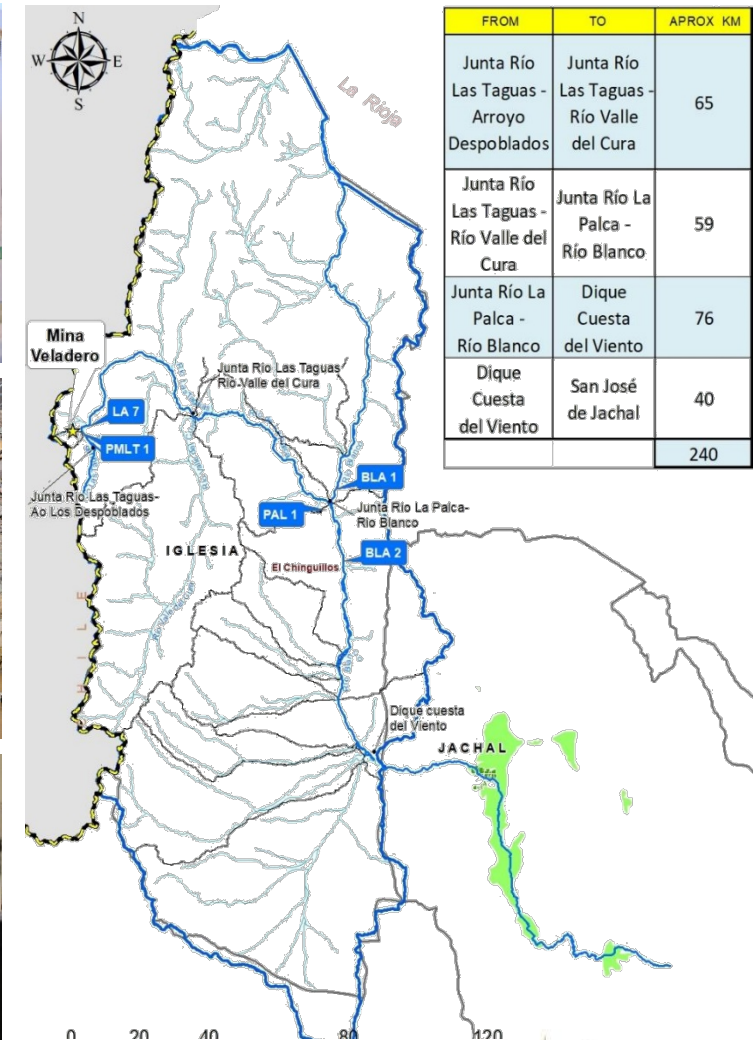 N
W E
S
FROM TO APROX KM
Junta Río
Las Taguas -
Arroyo
Despoblados
Junta Río
Las Taguas -
Río Valle
del Cura
65
Junta Río
Las Taguas -
Río Valle del
Cura
Junta Río La
Palca -
Río Blanco
59
Junta Río La
Palca -
Río Blanco
Dique
Cuesta
del Viento
76
Dique
Cuesta
del Viento
San José
de Jachal
40
240
La Rioja
Mina
Veladero
LA 7
PMLT 1
Junta Rio Las Taguas
Rio Valle del Cura
Junta Rio Las Taguas-
Ao Los Despoblados
BLA 1
PAL 1
Junta Rio La Palca-
Rio Blanco
BLA 2
IGLESIA
El Chinguillos
Dique cuesta
del Viento
JACHAL
0 20 40 80 120